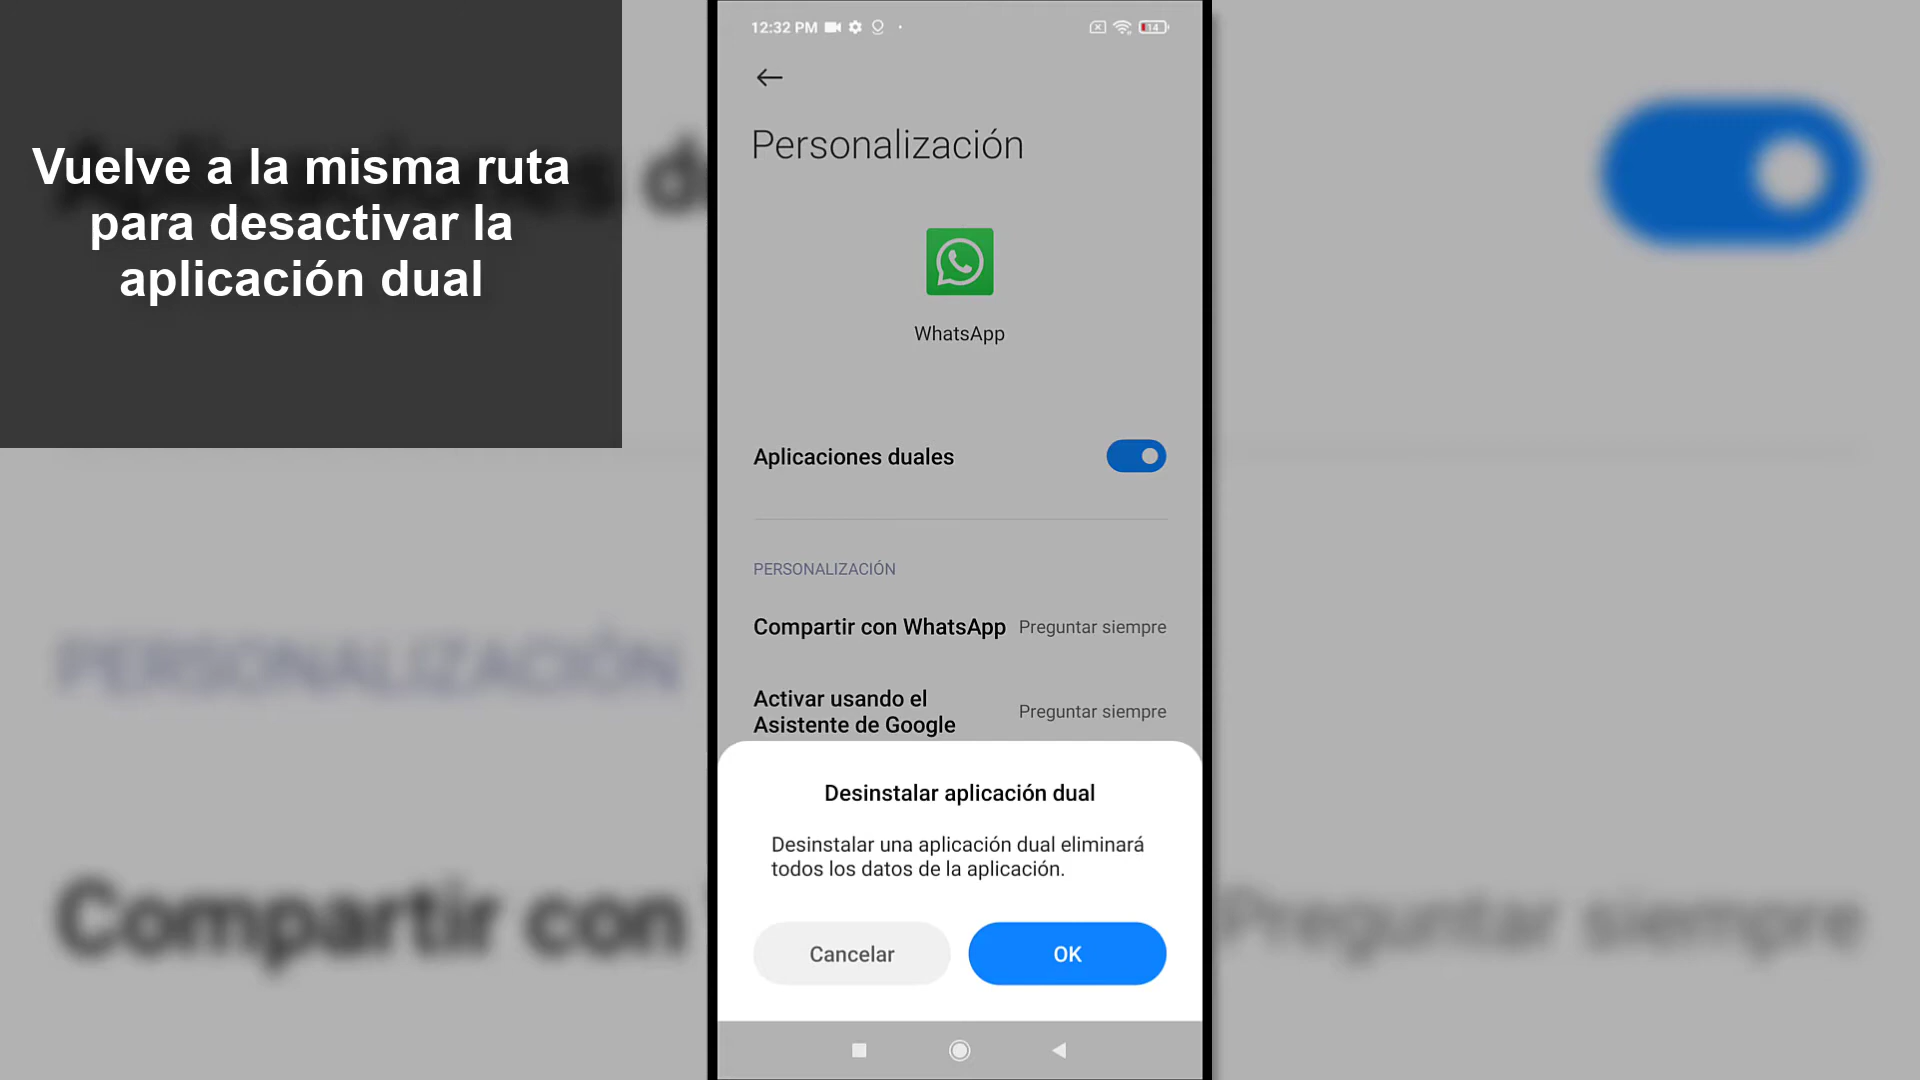 Vuelve a la misma ruta
para desactivar la
aplicación dual
12:32 PM
14
Personalización
WhatsApp
Aplicaciones duales
PERSONALIZACIÓN
Compartir con WhatsApp Preguntar siempre
Activar usando el
Asistente de Google
Preguntar siempre
Desinstalar aplicación dual
Desinstalar una aplicación dual eliminará
todos los datos de la aplicación.
Cancelar
OK
PERSONALIZACIÓN
Compartir con
Preguntar siempre